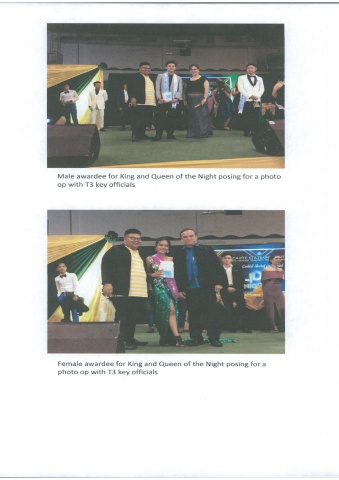 Male awardee for King and Queen of the Night posing for a photo
op with T3 key officials
Female awardee for King and Queen of the Night posing for a
photo op with T3 key officials